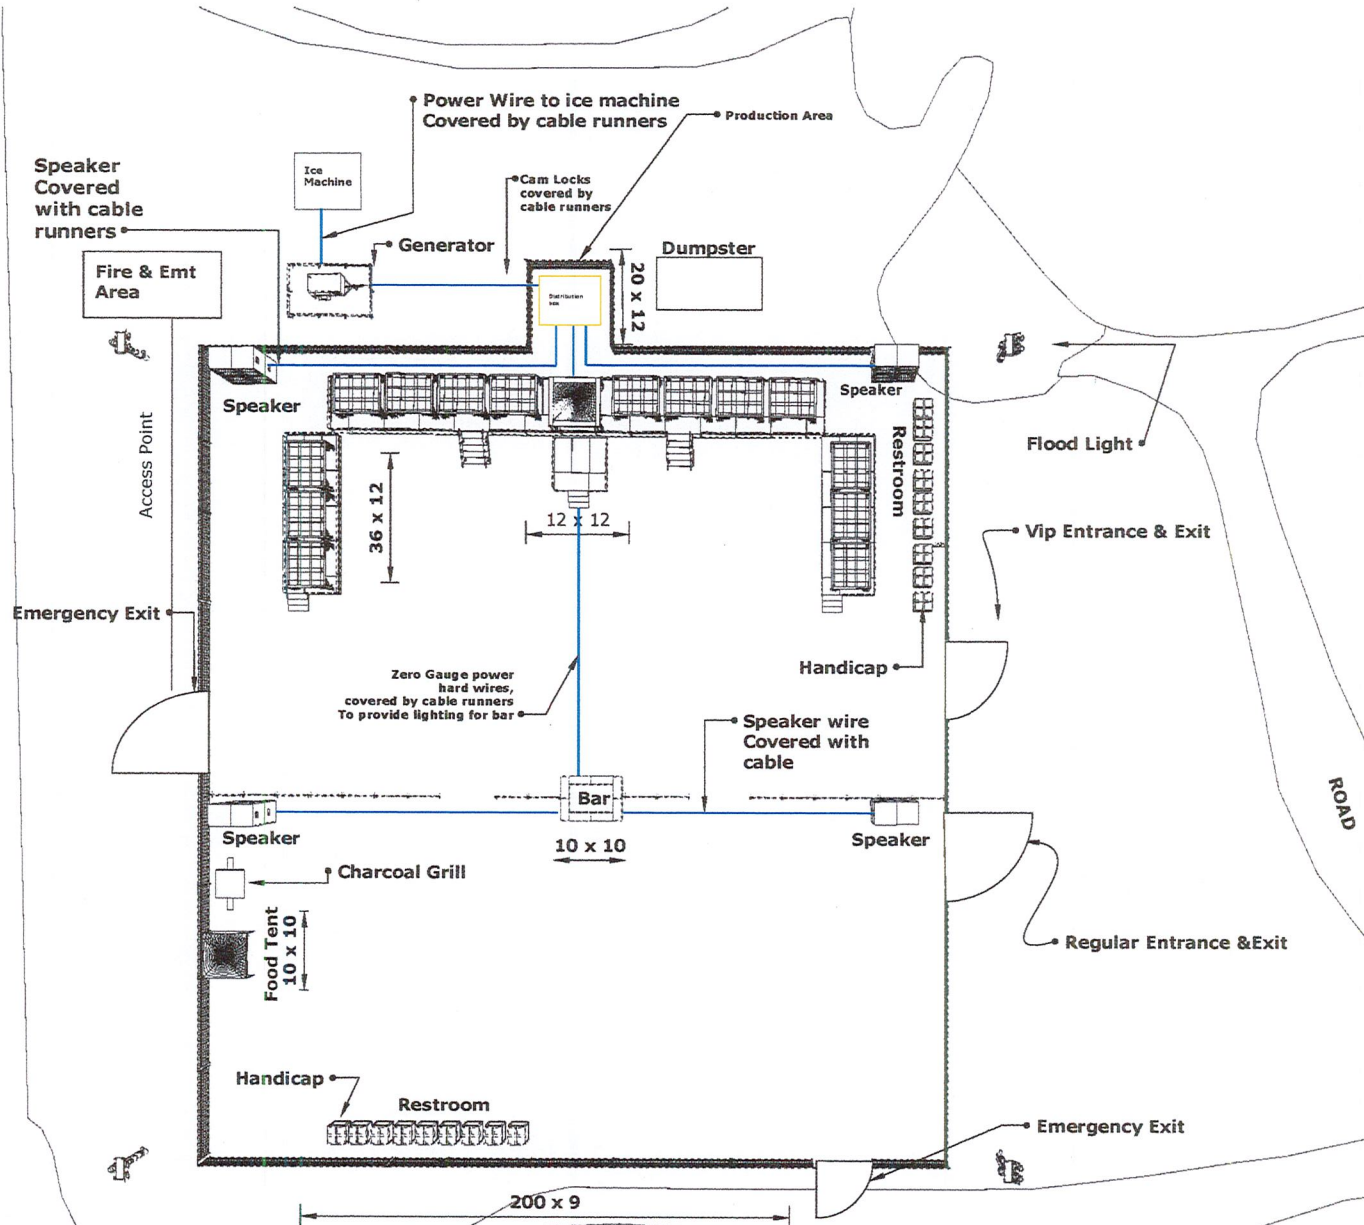 Power Wire to ice machine
Covered by cable runners
Production Area
Speaker
Covered
with cable
runners
Ice
Machine
Cam Locks
covered by
cable runners
Generator
Dumpster
Fire & Emt
Area
Distribution
box
20 x 12
Speaker
Speaker
Restroom
Flood Light
Access Point
36 x 12
12 x 12
Vip Entrance & Exit
Emergency Exit
Handicap
Zero Gauge power
hard wires,
covered by cable runners
To provide lighting for bar
Speaker wire
Covered with
cable
Bar
ROAD
Speaker
10 x 10
Speaker
Charcoal Grill
Food Tent
10 x 10
Regular Entrance &Exit
Handicap
Restroom
Emergency Exit
200 x 9